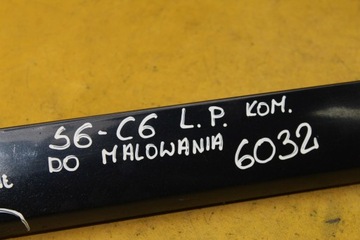 S6-C6 L.P. KOM.
DO MALOWANIA 6032